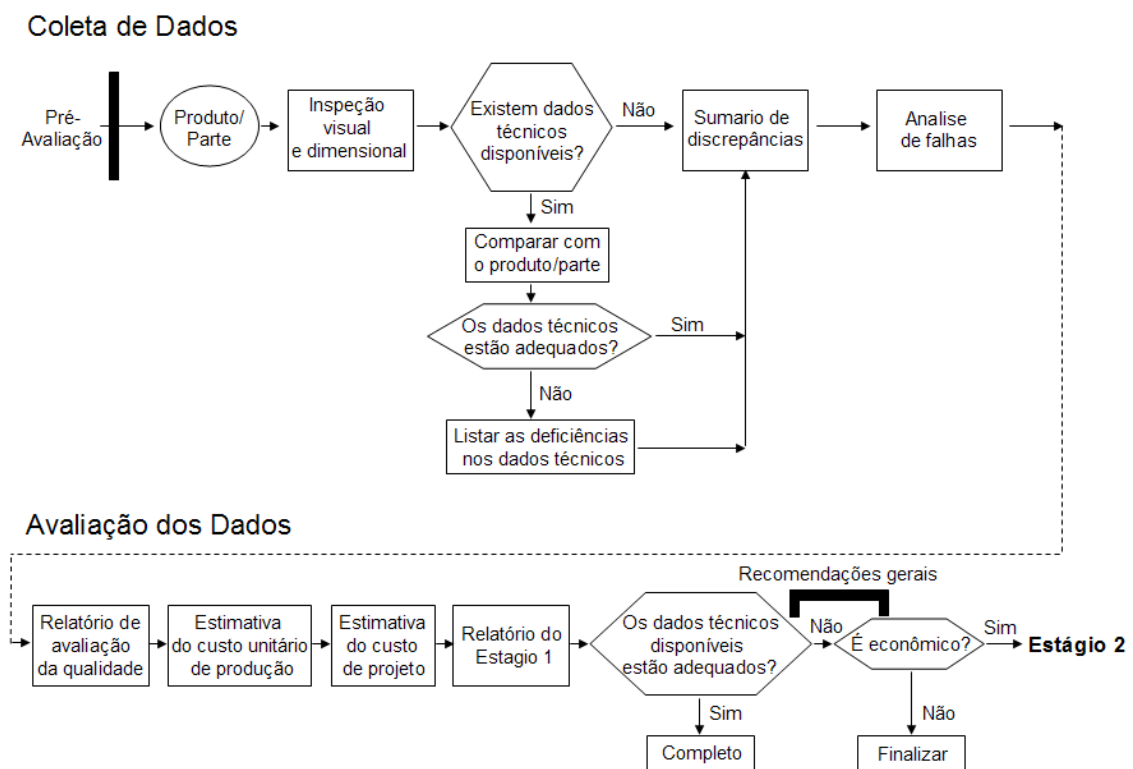 Coleta de Dados
Pré-
Avaliação
Produto/
Parte
Inspeção
visual
e dimensional
Existem dados
técnicos
disponíveis?
Não
Sumario de
discrepâncias
Analise
de falhas
Sim
Comparar com
o produto/parte
Os dados técnicos
estão adequados?
Sim
Não
Listar as deficiências
nos dados técnicos
Avaliação dos Dados
Recomendações gerais
Relatório de
avaliação
da qualidade
Estimativa
do custo unitário
de produção
Estimativa
do custo
de projeto
Relatório do
Estagio 1
Os dados técnicos
disponíveis
estão adequados?
Não
É econômico?
Sim
Estágio 2
Sim
Completo
Não
Finalizar